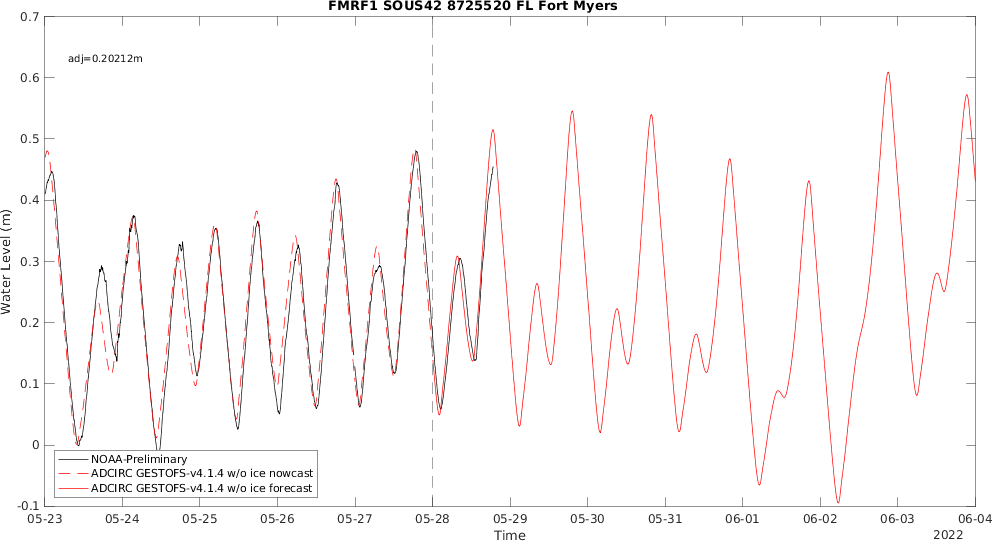 FMRF1 SOUS42 8725520 FL Fort Myers
adj=0.20212m
Water Level (m)
0.7
0.6
0.5
0.4
0.3
0.2
0.1
0
-0.1
NOAA-Preliminary
ADCIRC GESTOFS-v4.1.4 w/o ice nowcast
ADCIRC GESTOFS-v4.1.4 w/o ice forecast
05-23 05-24 05-25 05-26 05-27 05-28 05-29 05-30 05-31 06-01 06-02 06-03 06-04
Time
2022